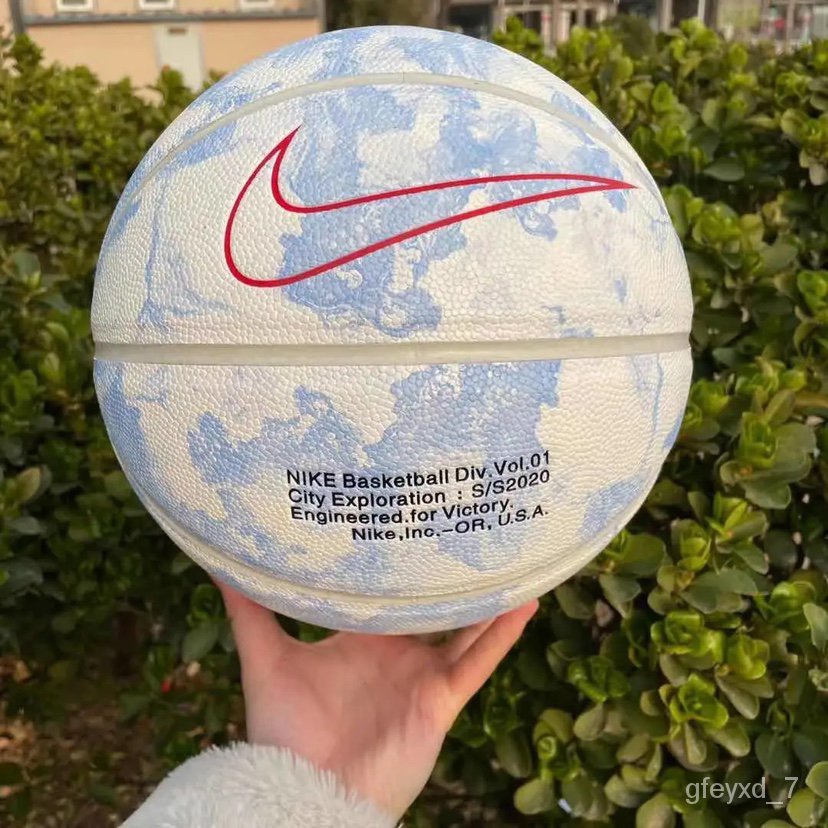 NIKE Basketball Div.Vol.01
City Exploration : S/S2020
Engineered.for Victory.
Nike,Inc.-OR, U.S.A.
gfeyxd_7